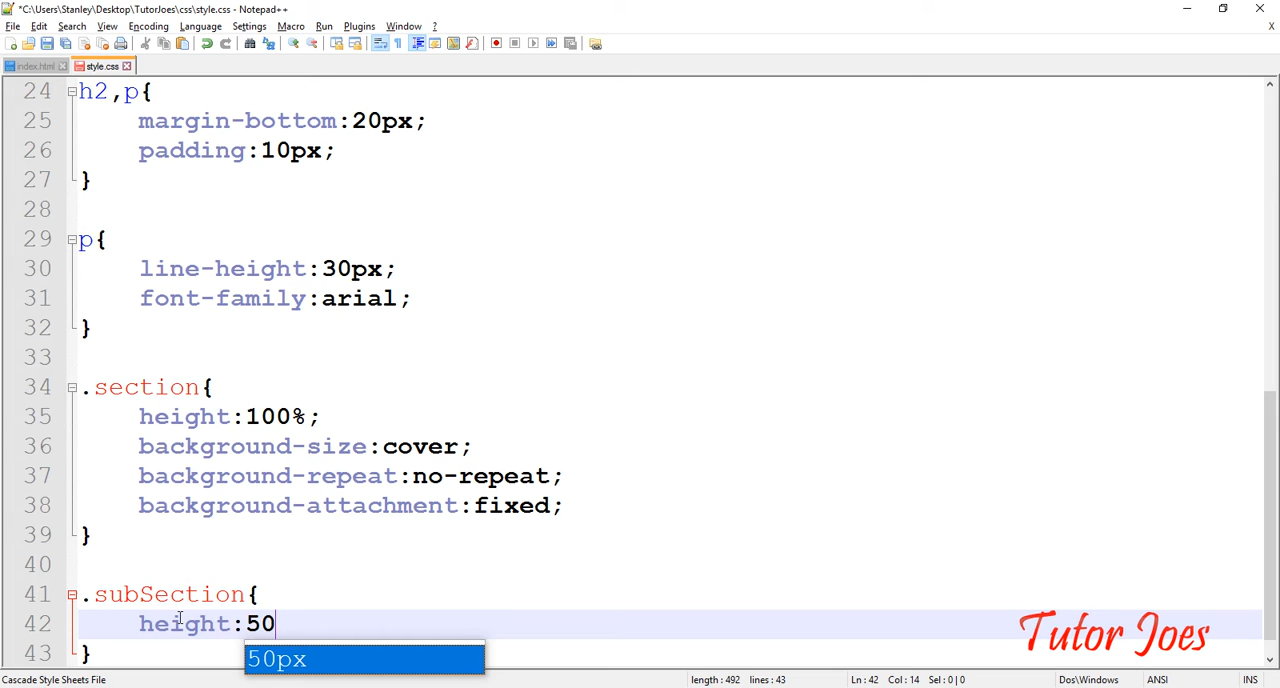 *C:\Users\Stanley\Desktop\TutorJoes\css\style.css - Notepad++
File Edit Search View Encoding Language Settings Macro Run Plugins Window ?
X
index.html style.css
24 h2,p{
25 margin-bottom:20px;
26 padding:10px;
27 }
28
29 p{
30 line-height:30px;
31 font-family:arial;
32 }
33
34 .section{
35 height:100%;
36 background-size:cover;
37 background-repeat:no-repeat;
38 background-attachment:fixed;
39 }
40
41 .subSection{
42 height:50
43 }
50px
Tutor Joes
Cascade Style Sheets File length : 492 lines : 43 Ln : 42 Col : 14 Sel : 0 | 0 Dos\Windows ANSI INS